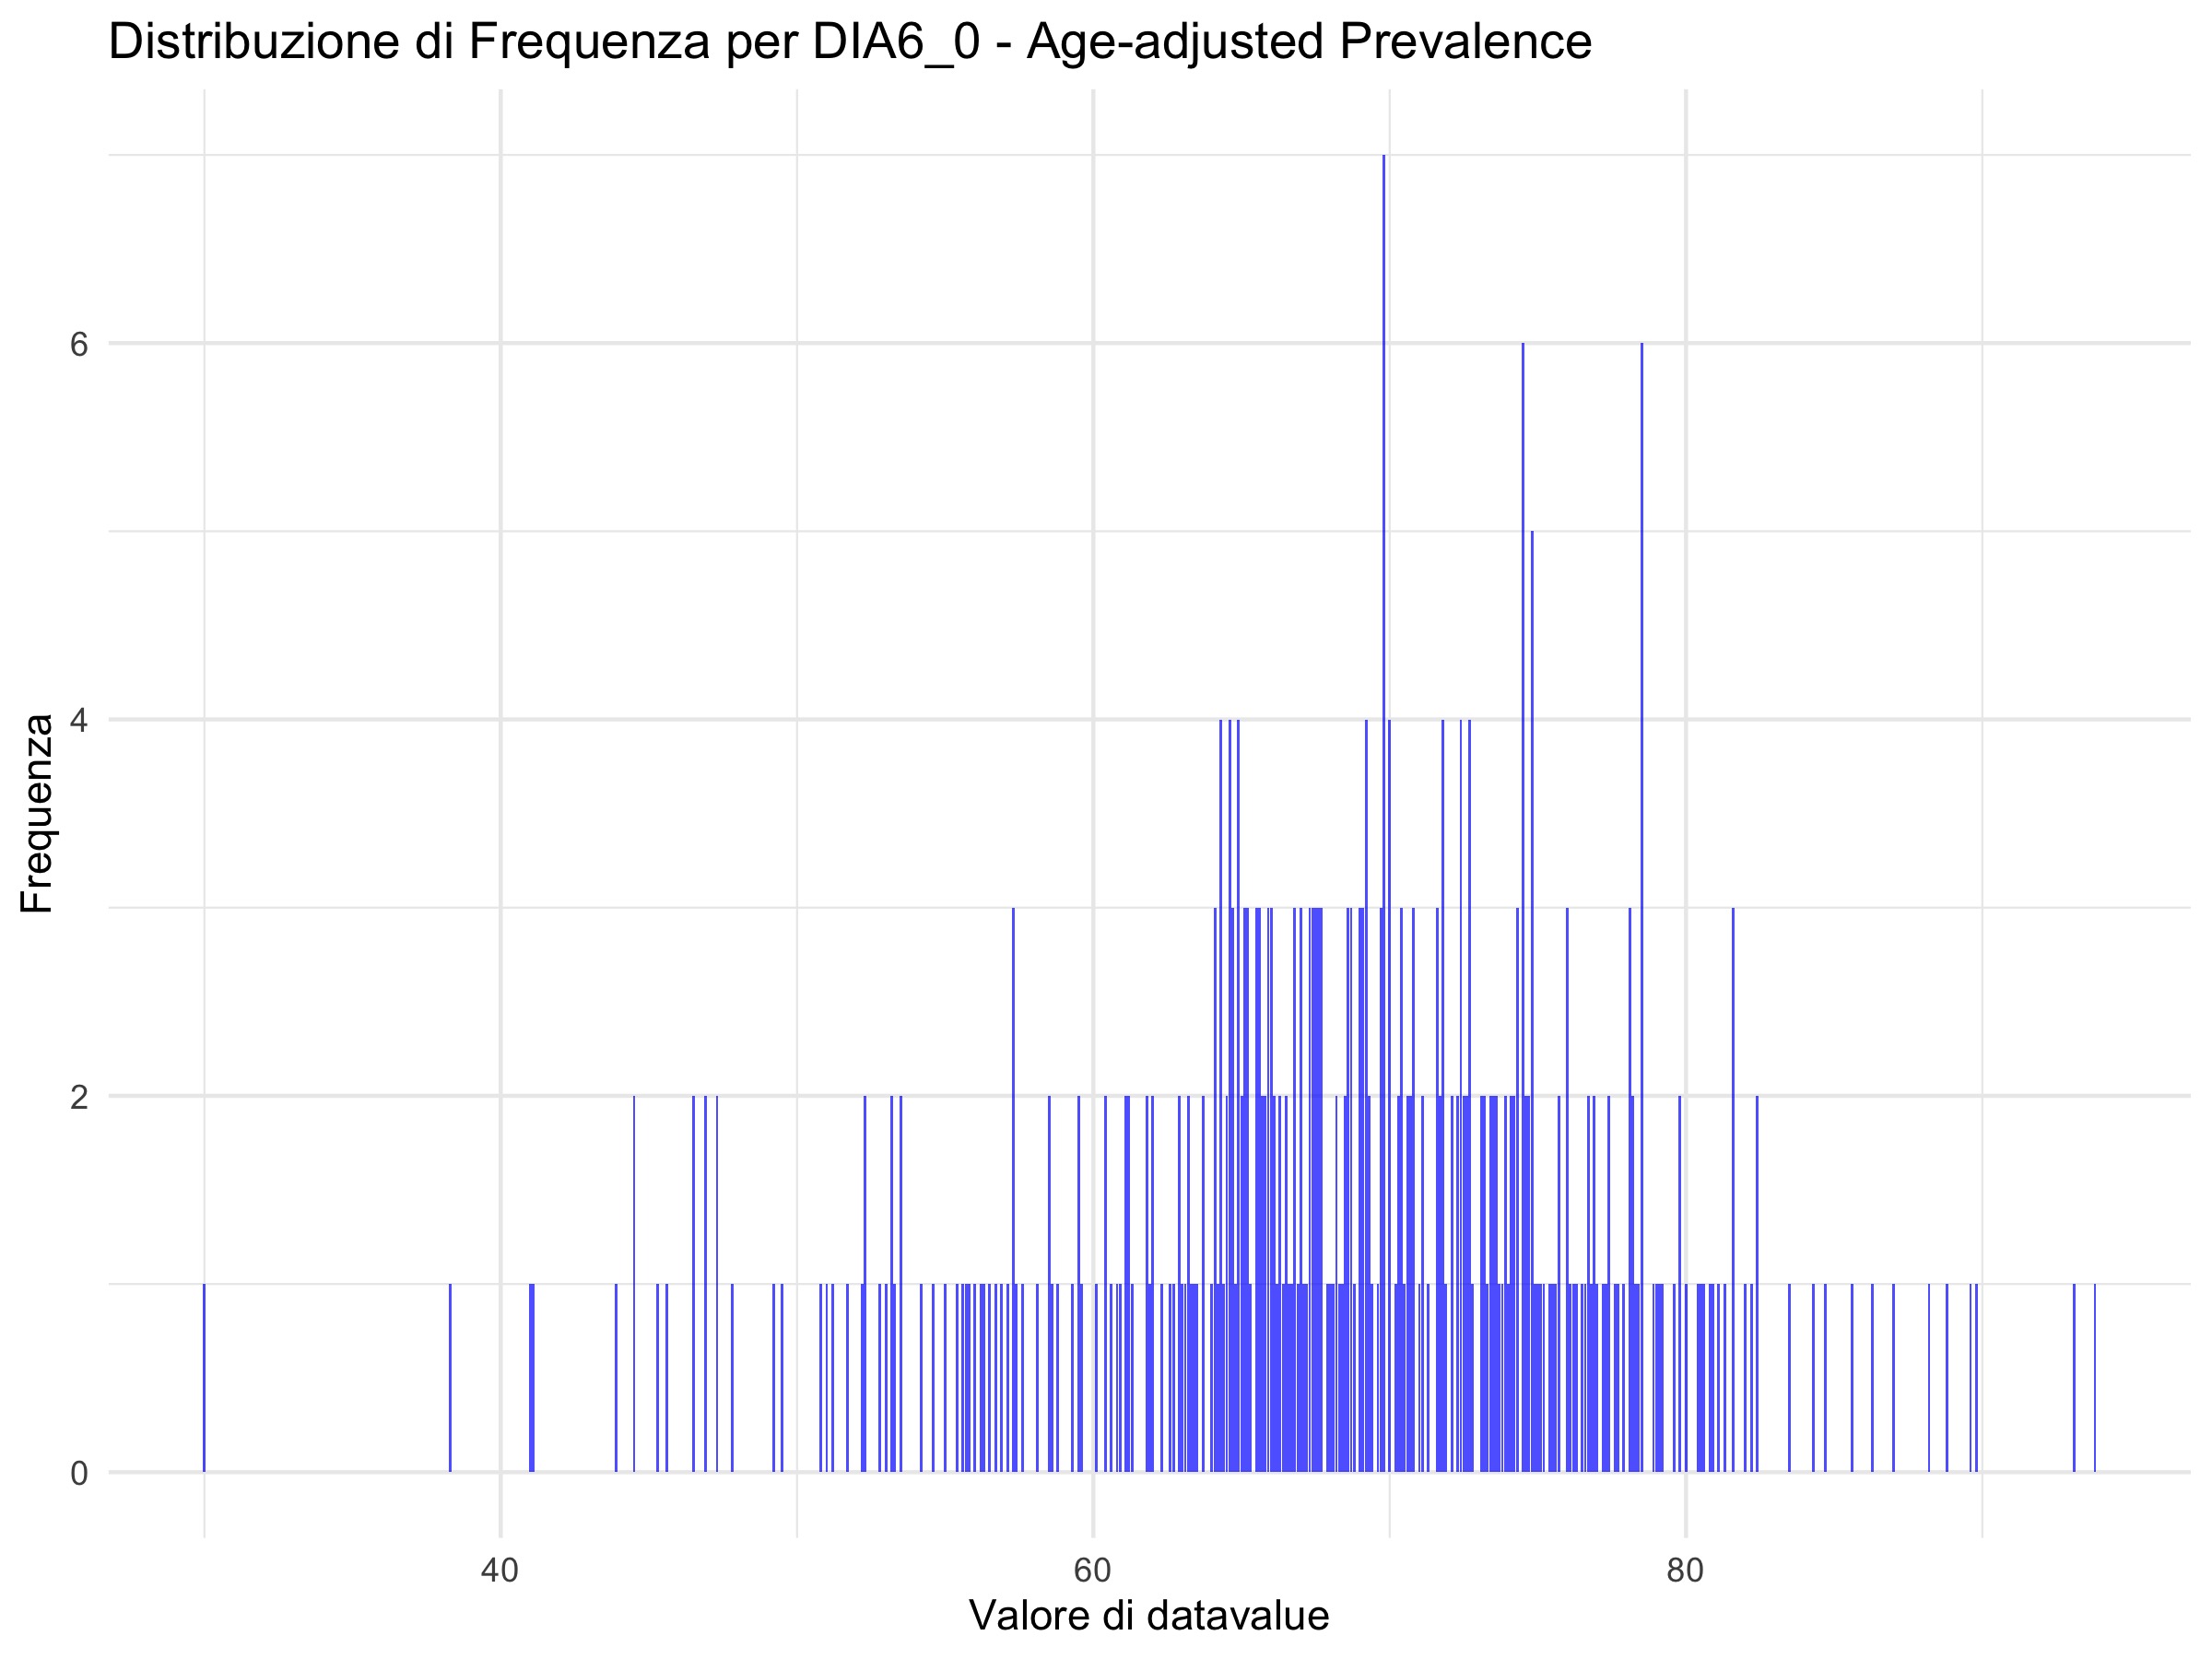 Distribuzione di Frequenza per DIA6_0 - Age-adjusted Prevalence
Frequenza
6
4
2
0
40
60
80
Valore di datavalue